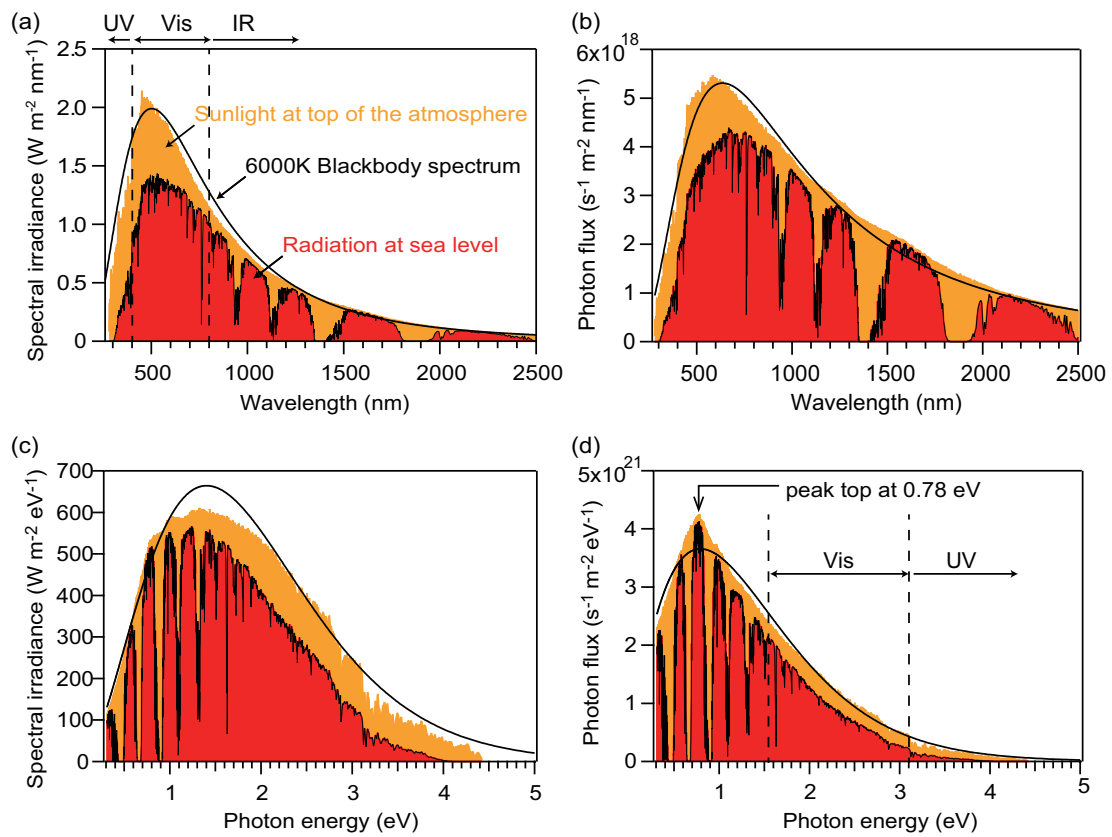 (a)
UV Vis IR
2.5
2.0
1.5
1.0
0.5
0
Spectral irradiance (W m⁻² nm⁻¹)
Sunlight at top of the atmosphere
6000K Blackbody spectrum
Radiation at sea level
500 1000 1500 2000 2500
Wavelength (nm)
(b)
6x10¹⁸
5
4
3
2
1
0
Photon flux (s⁻¹ m⁻² nm⁻¹)
500 1000 1500 2000 2500
Wavelength (nm)
(c)
700
600
500
400
300
200
100
0
Spectral irradiance (W m⁻² eV⁻¹)
1 2 3 4 5
Photon energy (eV)
(d)
5x10²¹
4
3
2
1
0
Photon flux (s⁻¹ m⁻² eV⁻¹)
peak top at 0.78 eV
Vis UV
1 2 3 4 5
Photon energy (eV)